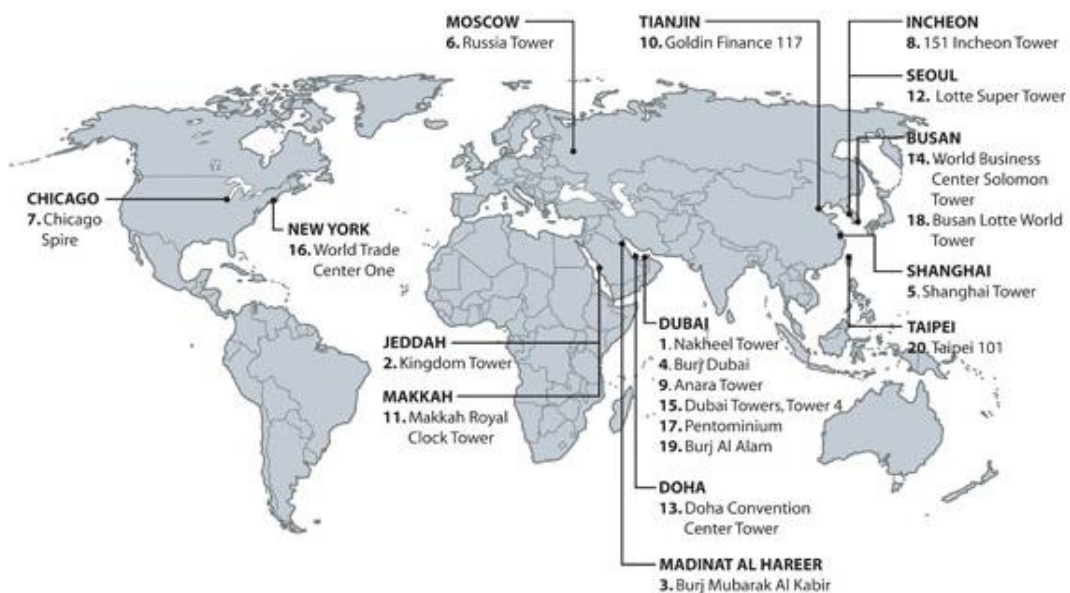 MOSCOW
6. Russia Tower
TIANJIN
10. Goldin Finance 117
INCHEON
8. 151 Incheon Tower
SEOUL
12. Lotte Super Tower
BUSAN
14. World Business
Center Solomon
Tower
18. Busan Lotte World
Tower
CHICAGO
7. Chicago
Spire
NEW YORK
16. World Trade
Center One
SHANGHAI
5. Shanghai Tower
TAIPEI
20. Taipei 101
JEDDAH
2. Kingdom Tower
MAKKAH
11. Makkah Royal
Clock Tower
DUBAI
1. Nakheel Tower
4. Burj Dubai
9. Anara Tower
15. Dubai Towers, Tower 4
17. Pentominium
19. Burj Al Alam
DOHA
13. Doha Convention
Center Tower
MADINAT AL HAREER
3. Burj Mubarak Al Kabir